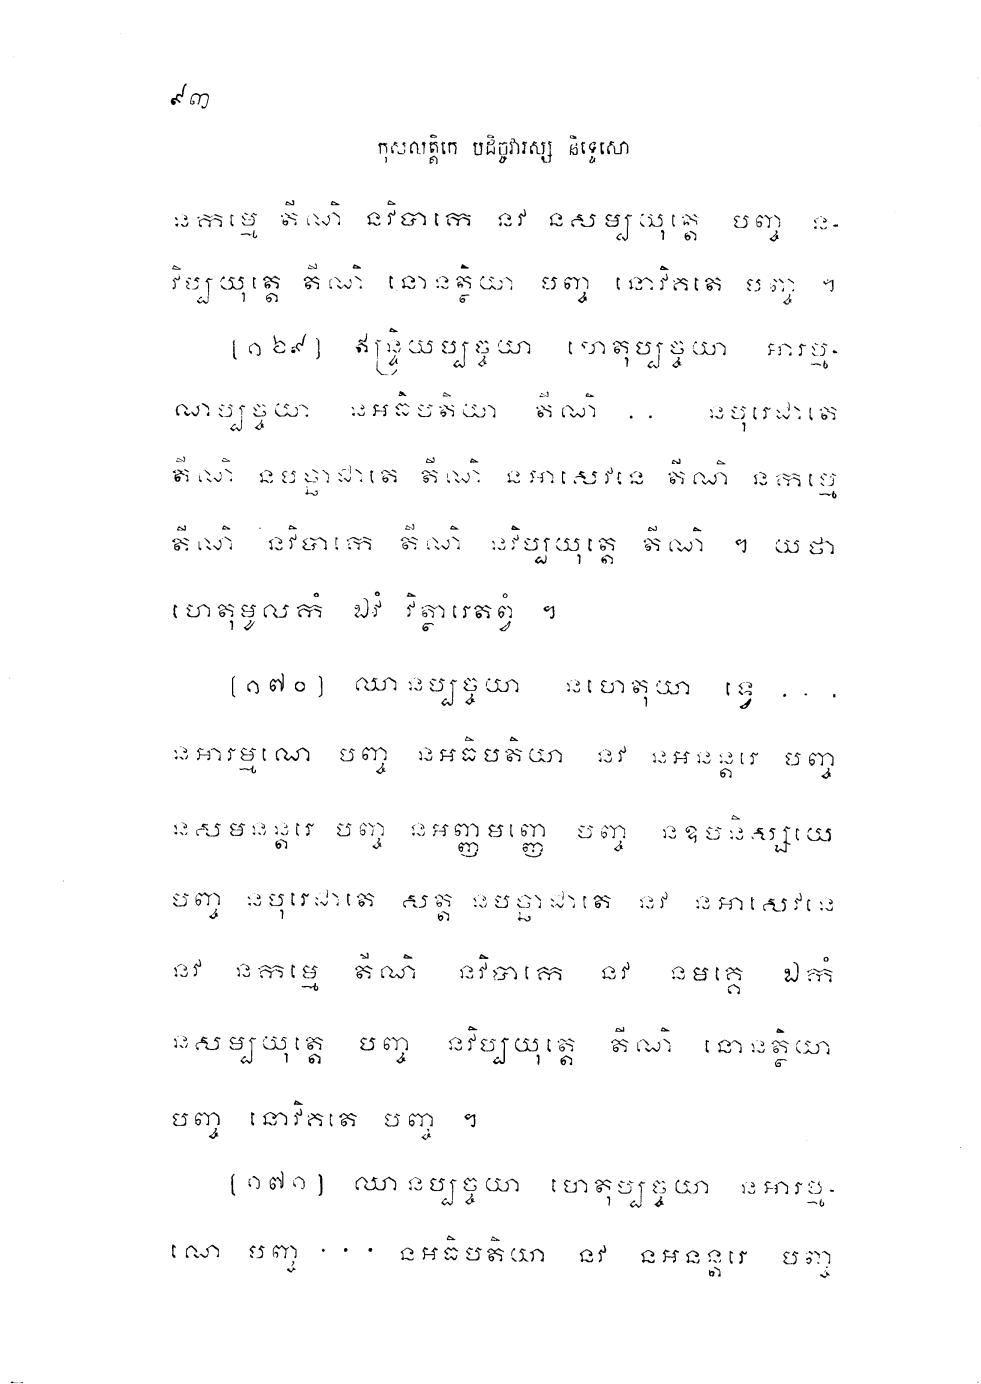 ៩៣
កុសលត្តិកេ បដិច្ចវារស្ស និទ្ទេសោ
នកម្មេ តីណិ នវិបាកេ នវ នសម្បយុត្តេ បញ្ច ន-
វិប្បយុត្តេ តីណិ នោនត្ថិយា បញ្ច នោវិគតេ បញ្ច ។
(១៦៩) ឥន្ទ្រិយប្បច្ចយា ហេតុប្បច្ចយា អារម្ម-
ណប្បច្ចយា នអធិបតិយា តីណិ .. នបុរេជាតេ
តីណិ នបច្ឆាជាតេ តីណិ នអាសេវនេ តីណិ នកម្មេ
តីណិ នវិបាកេ តីណិ នវិប្បយុត្តេ តីណិ ។ យថា
ហេតុមូលកំ ឯវំ វិត្ថារេតព្វំ ។
(១៧០) ឈានប្បច្ចយា នហេតុយា ទ្វេ ...
នអារម្មណេ បញ្ច នអធិបតិយា នវ នអនន្តរេ បញ្ច
នសមនន្តរេ បញ្ច នអញ្ញមញ្ញេ បញ្ច នឧបនិស្សយេ
បញ្ច នបុរេជាតេ សត្ត នបច្ឆាជាតេ នវ នអាសេវនេ
នវ នកម្មេ តីណិ នវិបាកេ នវ នមគ្គេ ឯកំ
នសម្បយុត្តេ បញ្ច នវិប្បយុត្តេ តីណិ នោនត្ថិយា
បញ្ច នោវិគតេ បញ្ច ។
(១៧១) ឈានប្បច្ចយា ហេតុប្បច្ចយា នអារម្ម-
ណេ បញ្ច ... នអធិបតិយា នវ នអនន្តរេ បញ្ច